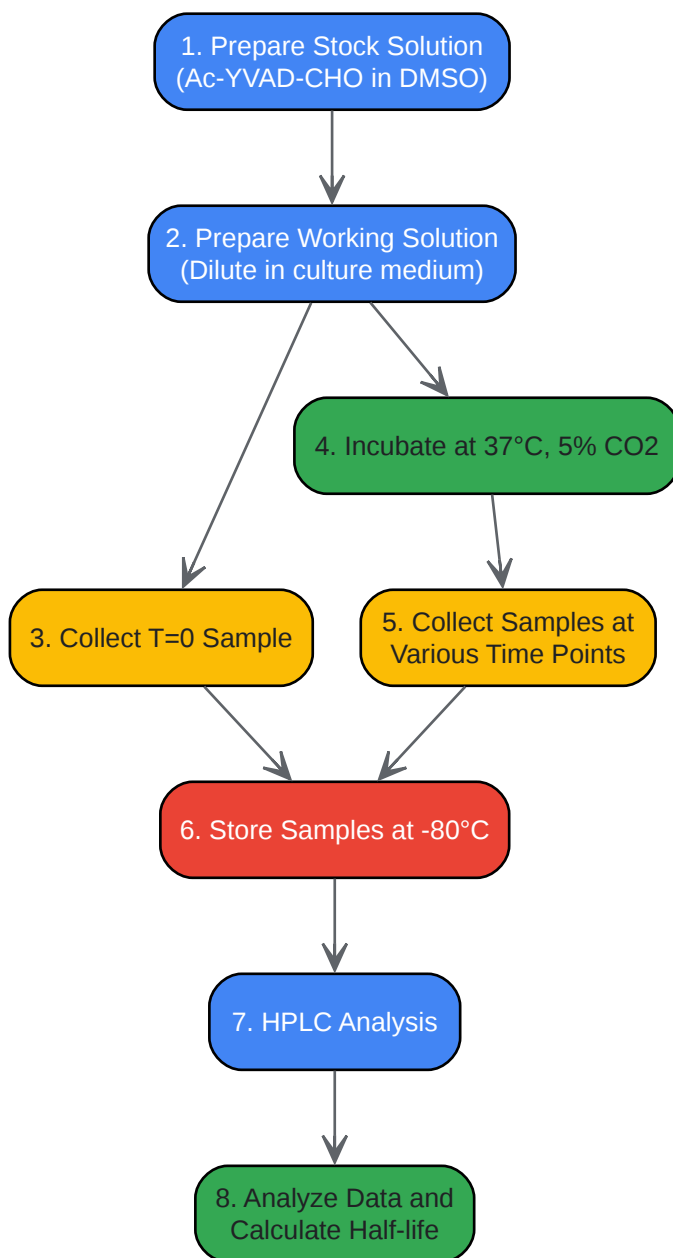 1. Prepare Stock Solution
(Ac-YVAD-CHO in DMSO)
2. Prepare Working Solution
(Dilute in culture medium)
4. Incubate at 37°C, 5% CO2
3. Collect T=0 Sample
5. Collect Samples at
Various Time Points
6. Store Samples at -80°C
7. HPLC Analysis
8. Analyze Data and
Calculate Half-life